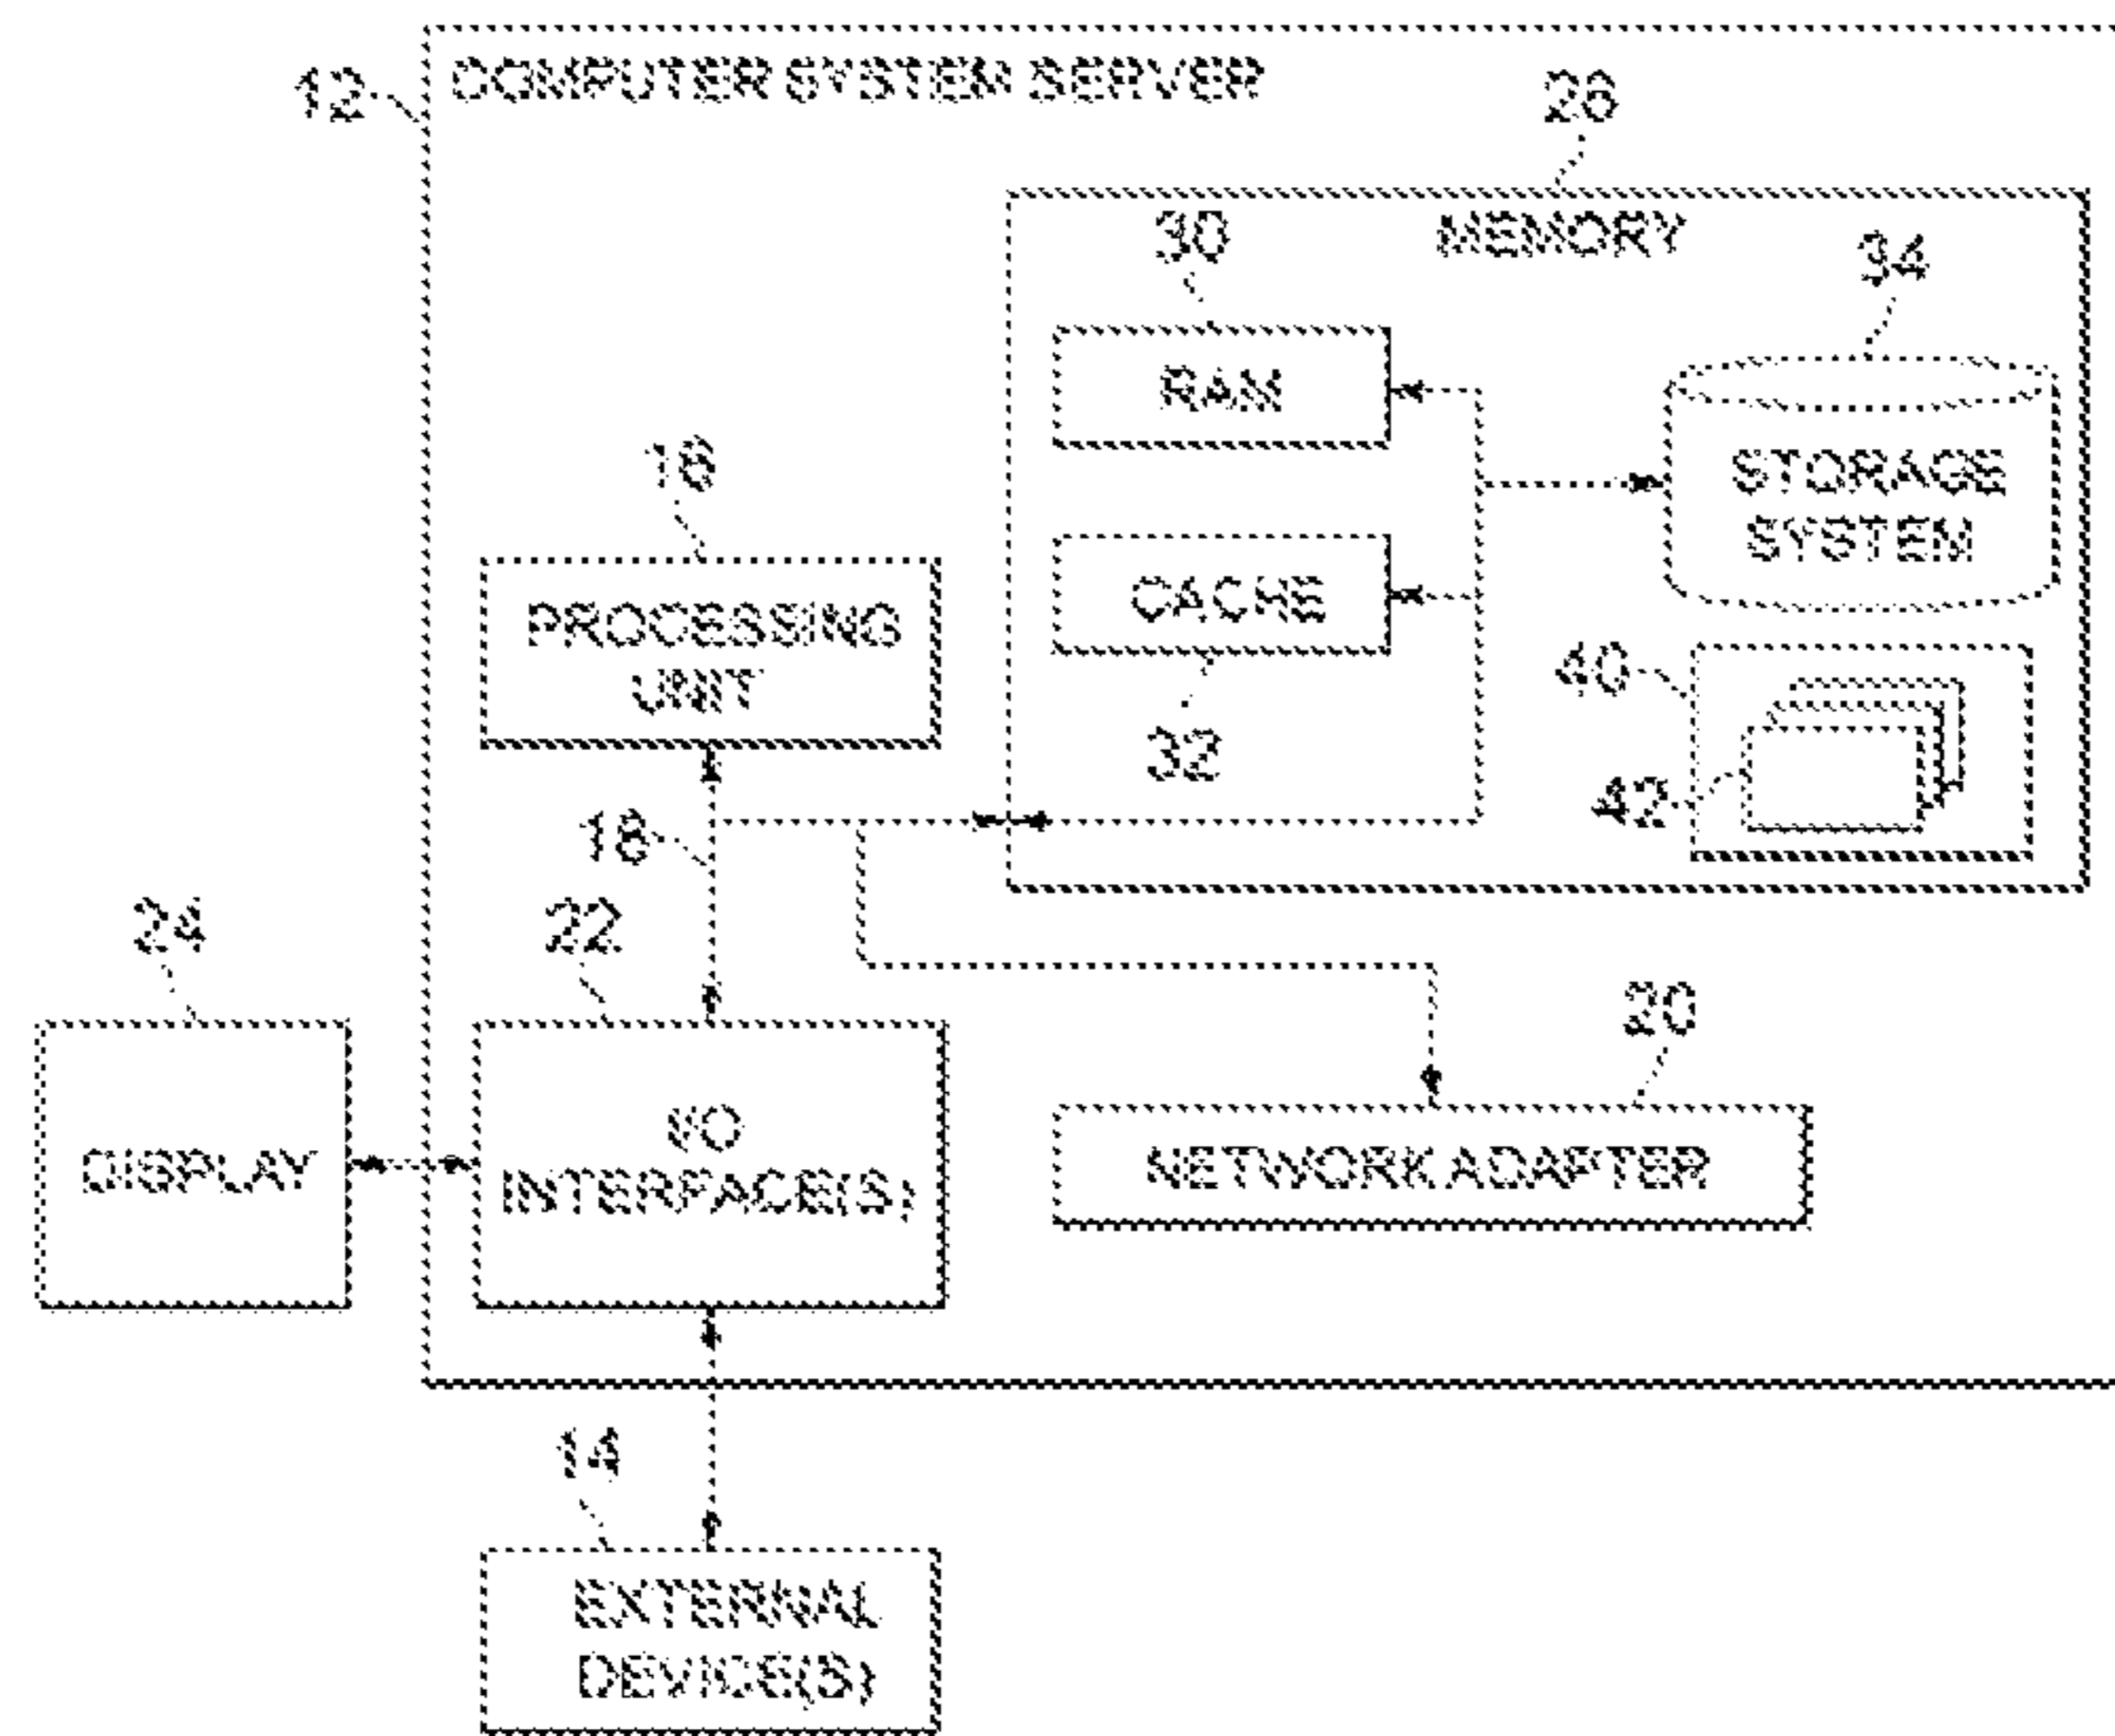 12
COMPUTER SYSTEM SERVER
28
30
MEMORY
34
RAM
STORAGE
SYSTEM
16
CACHE
PROCESSING
UNIT
40
32
42
18
22
24
20
DISPLAY
I/O
INTERFACE(S)
NETWORK ADAPTER
14
EXTERNAL
DEVICE(S)